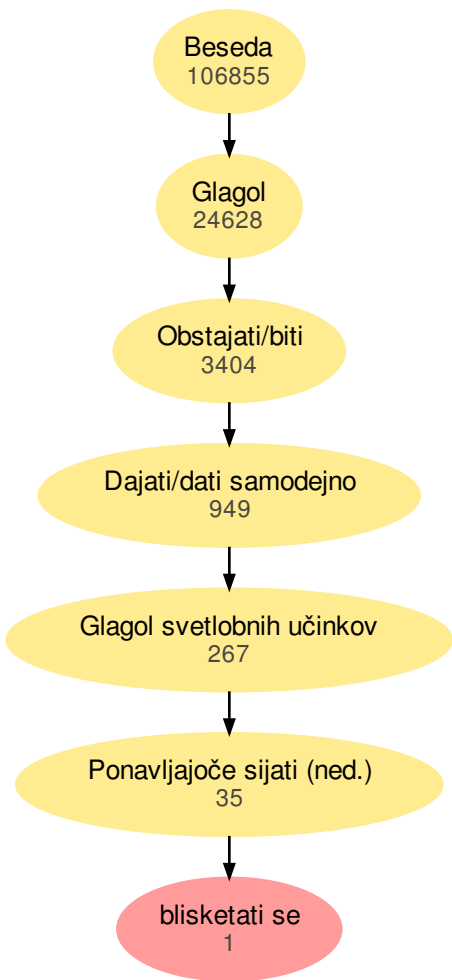 Beseda
106855
Glagol
24628
Obstajati/biti
3404
Dajati/dati samodejno
949
Glagol svetlobnih učinkov
267
Ponavljajoče sijati (ned.)
35
blisketati se
1